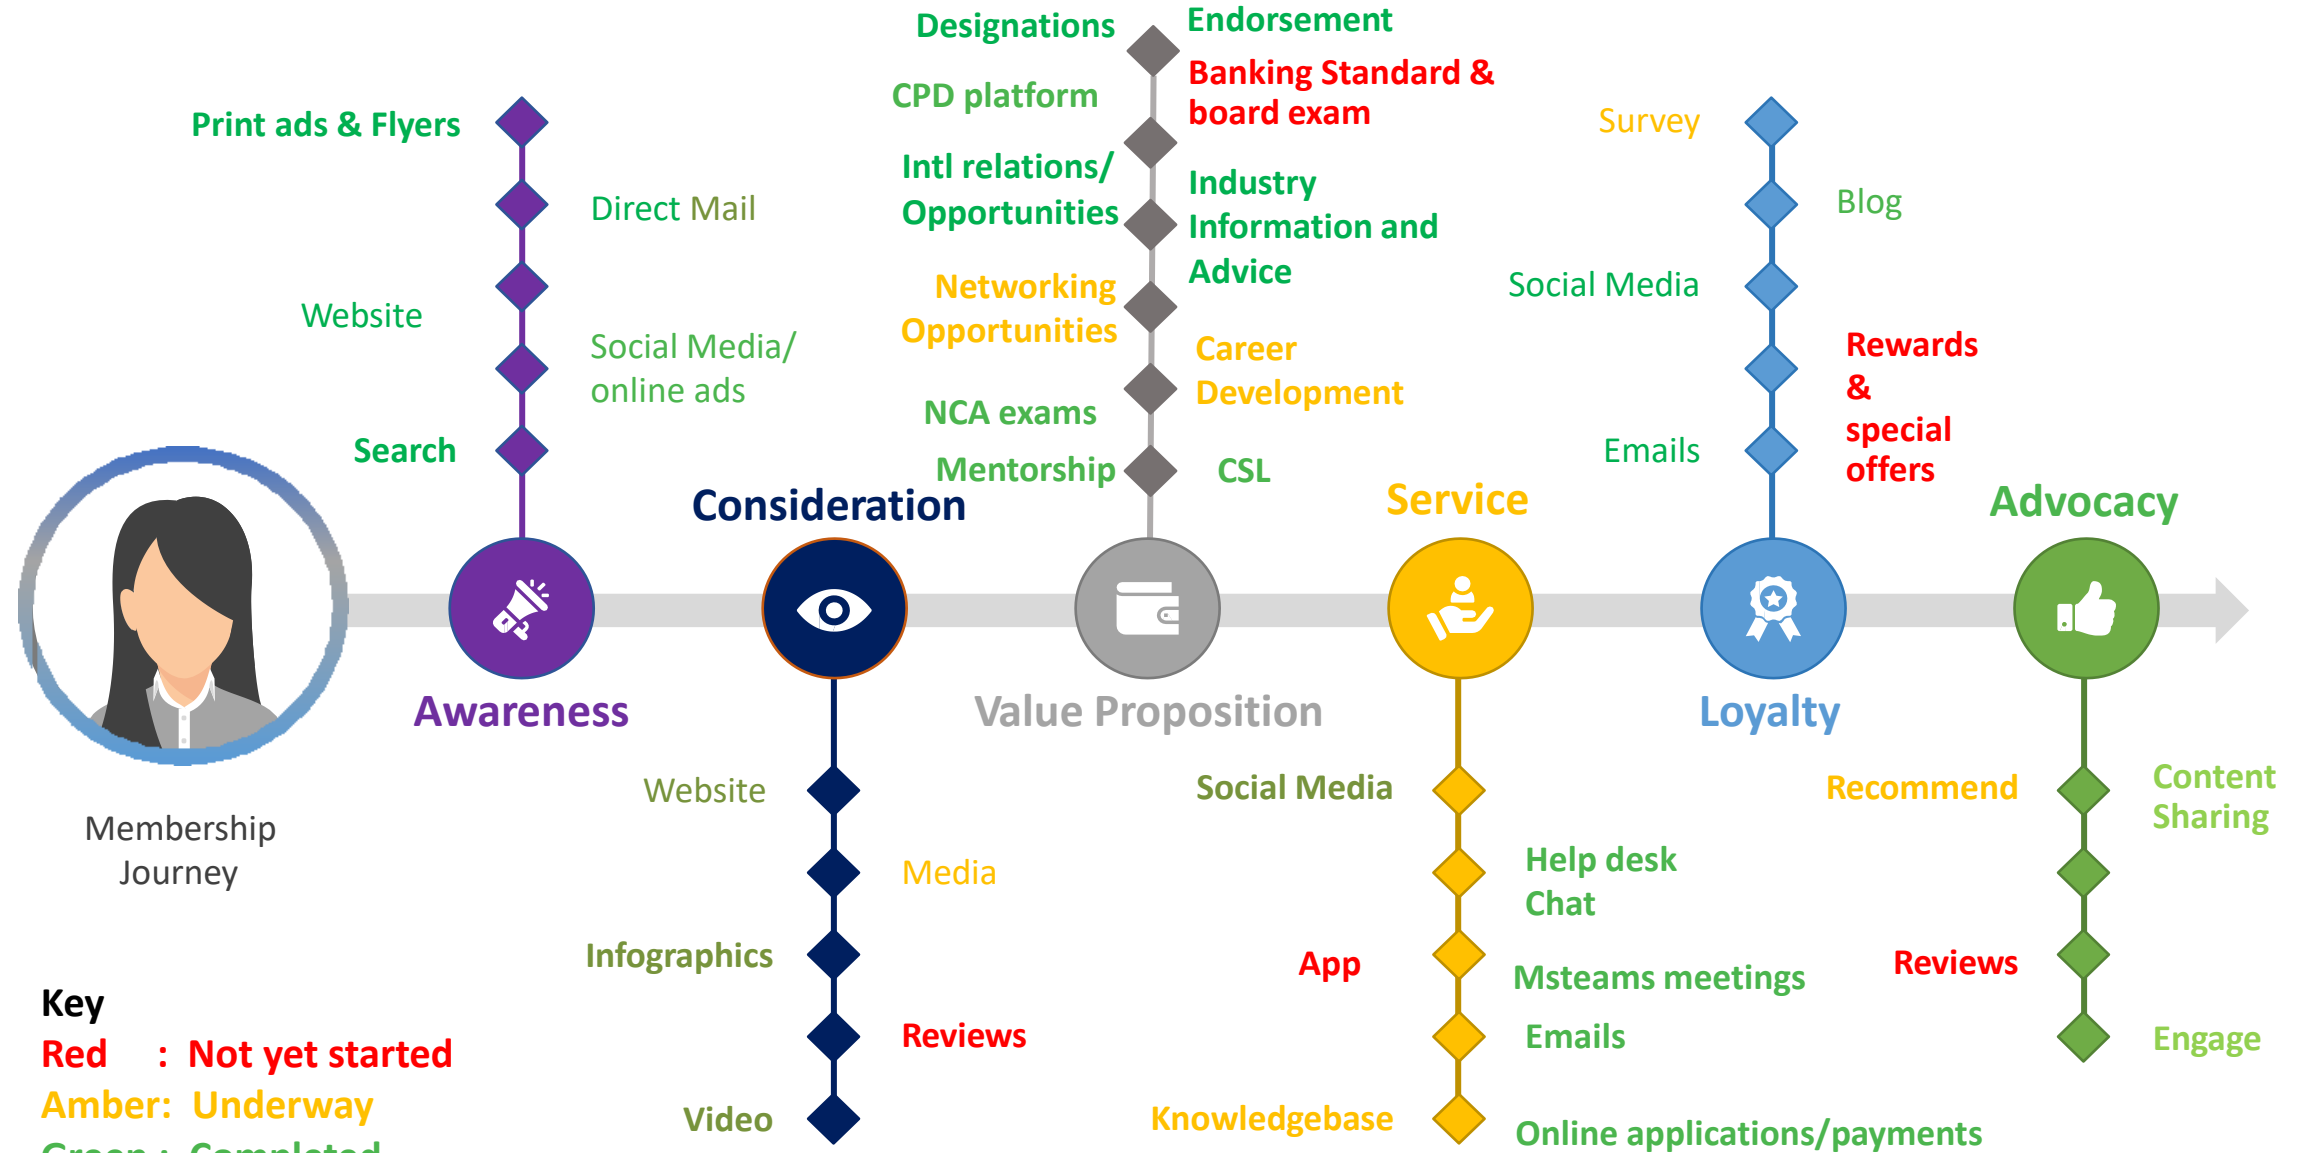 Designations
Endorsement
CPD platform
Banking Standard &
board exam
Print ads & Flyers
Survey
Intl relations/
Opportunities
Industry
Information and
Advice
Direct Mail
Blog
Website
Networking
Opportunities
Social Media
Social Media/
online ads
Career
Development
Rewards
&
special
offers
NCA exams
Search
Mentorship
CSL
Emails
Consideration
Service
Advocacy
Awareness
Value Proposition
Loyalty
Membership
Journey
Website
Social Media
Recommend
Content
Sharing
Media
Help desk
Chat
Infographics
App
Msteams meetings
Reviews
Reviews
Emails
Engage
Video
Knowledgebase
Online applications/payments
Key
Red : Not yet started
Amber: Underway
Green : Completed